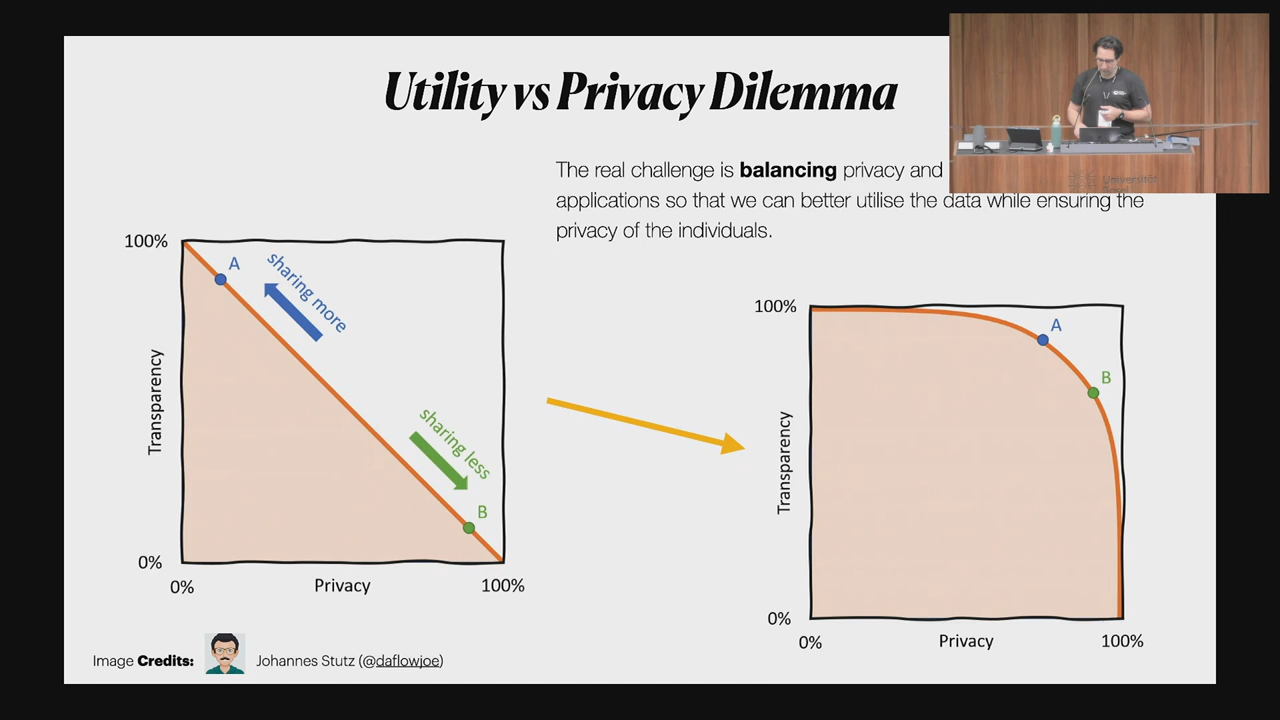 Utility vs Privacy Dilemma
The real challenge is balancing privacy and
applications so that we can better utilise the data while ensuring the
privacy of the individuals.
100%
A
sharing more
Transparency
sharing less
B
0%
0%
Privacy
100%
100%
A
B
Transparency
0%
0%
Privacy
100%
Image Credits:
Johannes Stutz (@daflowjoe)
Universität